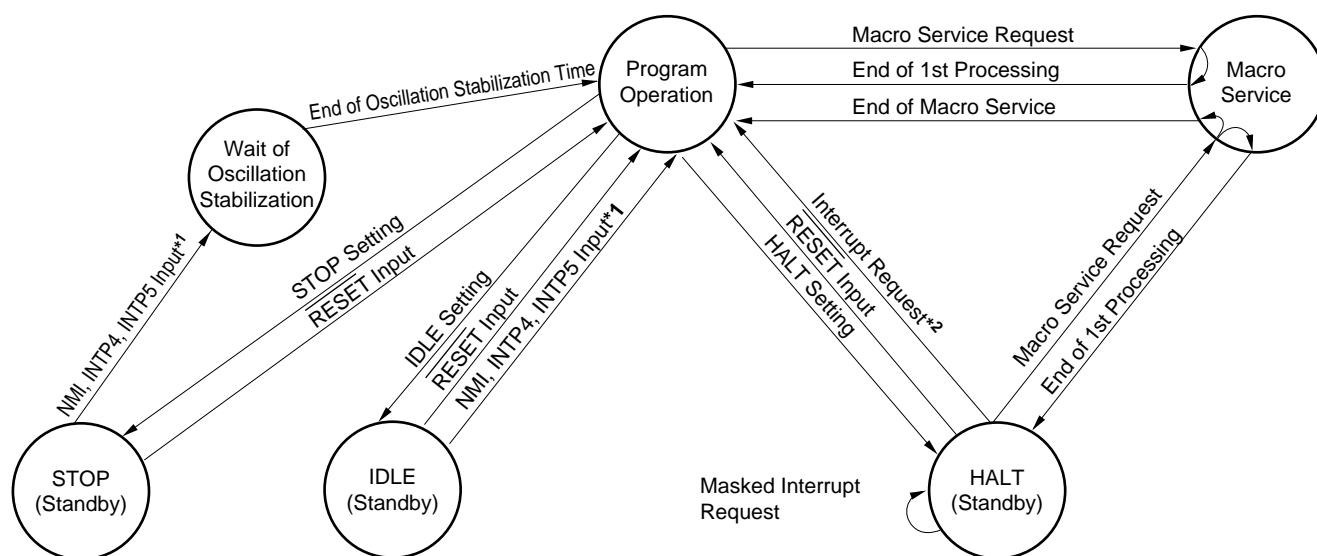 Macro Service Request
End of 1st Processing
End of Macro Service
Program
Operation
Macro
Service
End of Oscillation Stabilization Time
Wait of
Oscillation
Stabilization
NMI, INTP4, INTP5 Input*1
STOP Setting
RESET Input
IDLE Setting
RESET Input
NMI, INTP4, INTP5 Input*1
Interrupt Request*2
RESET Input
HALT Setting
Macro Service Request
End of 1st Processing
STOP
(Standby)
IDLE
(Standby)
Masked Interrupt
Request
HALT
(Standby)